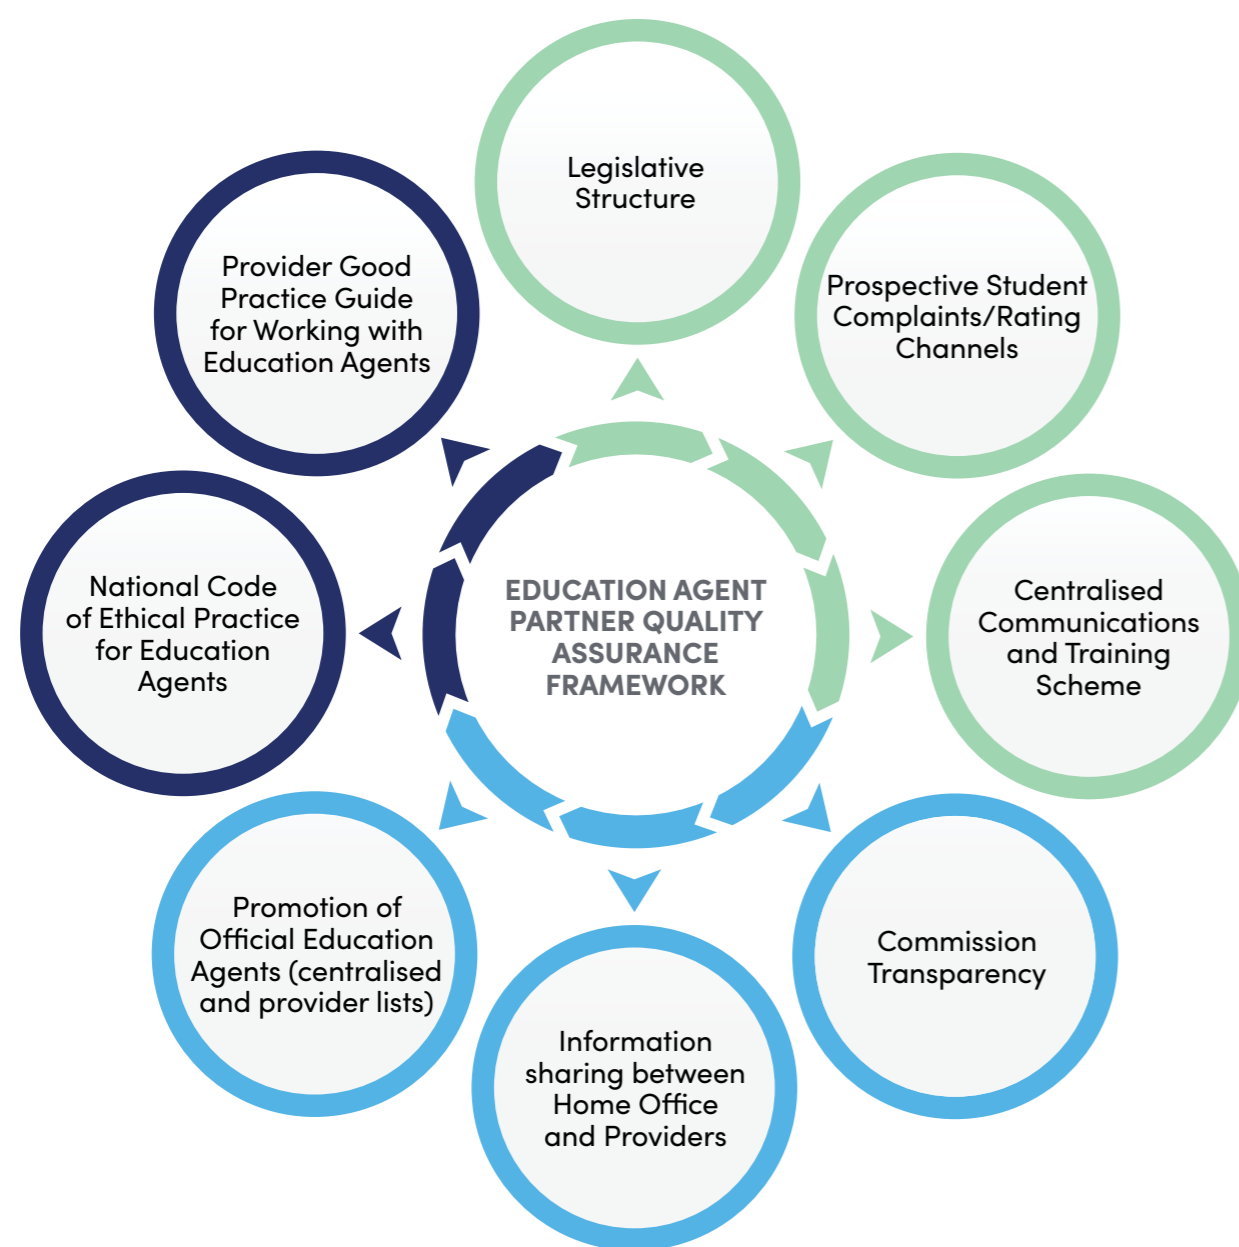 Legislative
Structure
Prospective Student
Complaints/Rating
Channels
Centralised
Communications
and Training
Scheme
Commission
Transparency
Information
sharing between
Home Office
and Providers
Promotion of
Official Education
Agents (centralised
and provider lists)
National Code
of Ethical Practice
for Education
Agents
Provider Good
Practice Guide
for Working with
Education Agents
EDUCATION AGENT
PARTNER QUALITY
ASSURANCE
FRAMEWORK